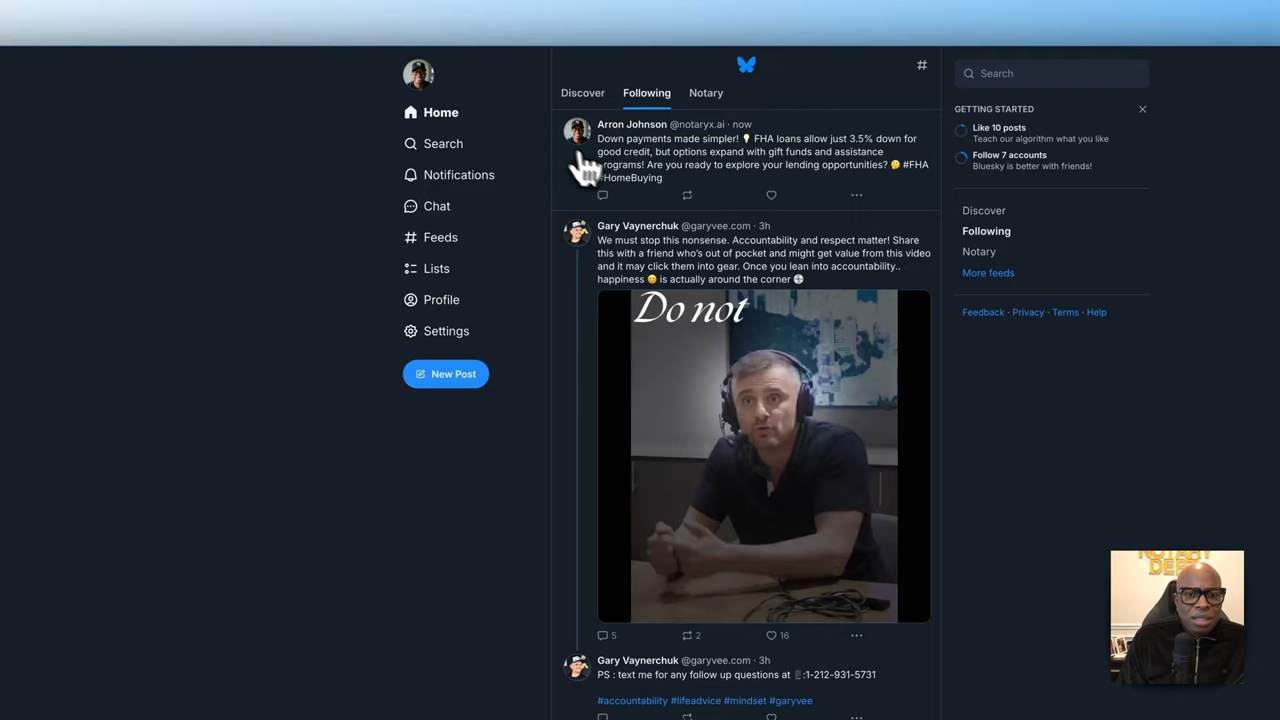 Home
Search
Notifications
Chat
Feeds
Lists
Profile
Settings
New Post
#
Discover
Following
Notary
Arron Johnson @notaryx.ai · now
Down payments made simpler! 💡 FHA loans allow just 3.5% down for
good credit, but options expand with gift funds and assistance
rograms! Are you ready to explore your lending opportunities? 🤔 #FHA
#HomeBuying
Gary Vaynerchuk @garyvee.com · 3h
We must stop this nonsense. Accountability and respect matter! Share
this with a friend who's out of pocket and might get value from this video
and it may click them into gear. Once you lean into accountability..
happiness 😊 is actually around the corner
Do not
5
2
16
Gary Vaynerchuk @garyvee.com · 3h
PS : text me for any follow up questions at 📱:1-212-931-5731
#accountability #lifeadvice #mindset #garyvee
Search
GETTING STARTED
Like 10 posts
Teach our algorithm what you like
Follow 7 accounts
Bluesky is better with friends!
Discover
Following
Notary
More feeds
Feedback · Privacy · Terms · Help
NOTARY